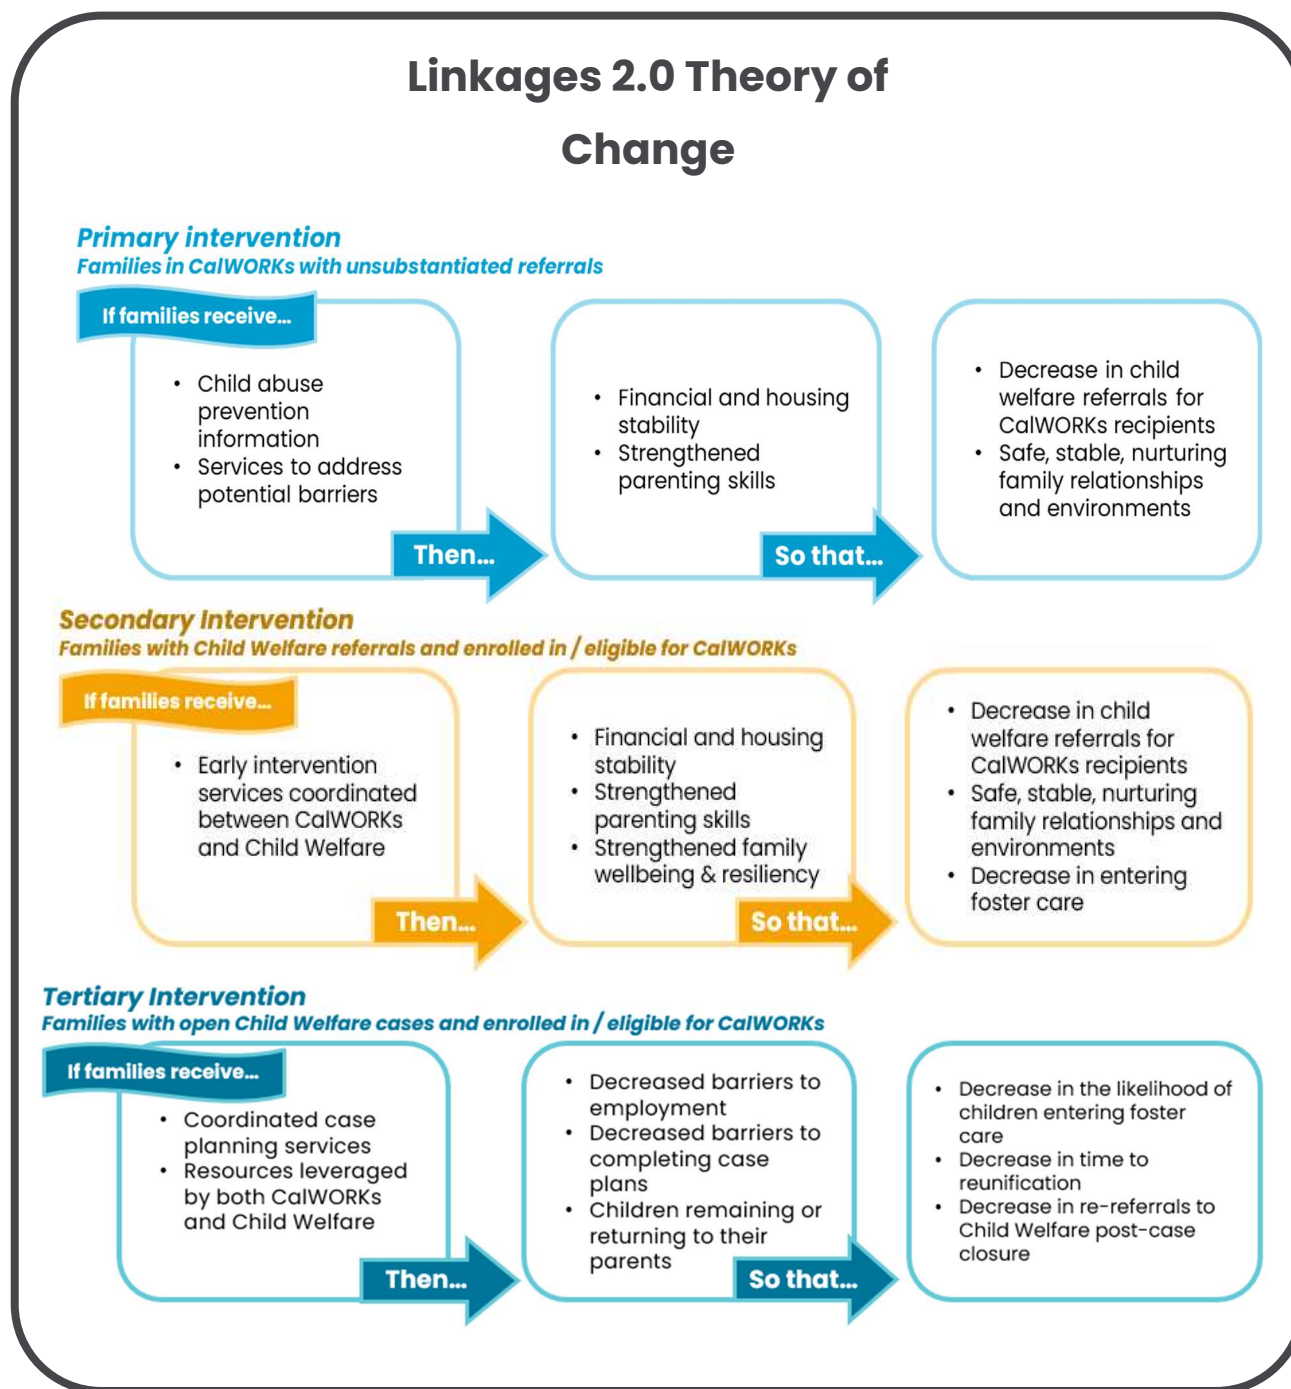 Linkages 2.0 Theory of
Change
Primary intervention
Families in CalWORKs with unsubstantiated referrals
If families receive...
• Child abuse
prevention
information
• Services to address
potential barriers
Then...
• Financial and housing
stability
• Strengthened
parenting skills
So that...
• Decrease in child
welfare referrals for
CalWORKs recipients
• Safe, stable, nurturing
family relationships
and environments
Secondary Intervention
Families with Child Welfare referrals and enrolled in / eligible for CalWORKs
If families receive...
• Early intervention
services coordinated
between CalWORKs
and Child Welfare
Then...
• Financial and housing
stability
• Strengthened
parenting skills
• Strengthened family
wellbeing & resiliency
So that...
• Decrease in child
welfare referrals for
CalWORKs recipients
• Safe, stable, nurturing
family relationships and
environments
• Decrease in entering
foster care
Tertiary Intervention
Families with open Child Welfare cases and enrolled in / eligible for CalWORKs
If families receive...
• Coordinated case
planning services
• Resources leveraged
by both CalWORKs
and Child Welfare
Then...
• Decreased barriers to
employment
• Decreased barriers to
completing case
plans
• Children remaining or
returning to their
parents
So that...
• Decrease in the likelihood of
children entering foster
care
• Decrease in time to
reunification
• Decrease in re-referrals to
Child Welfare post-case
closure